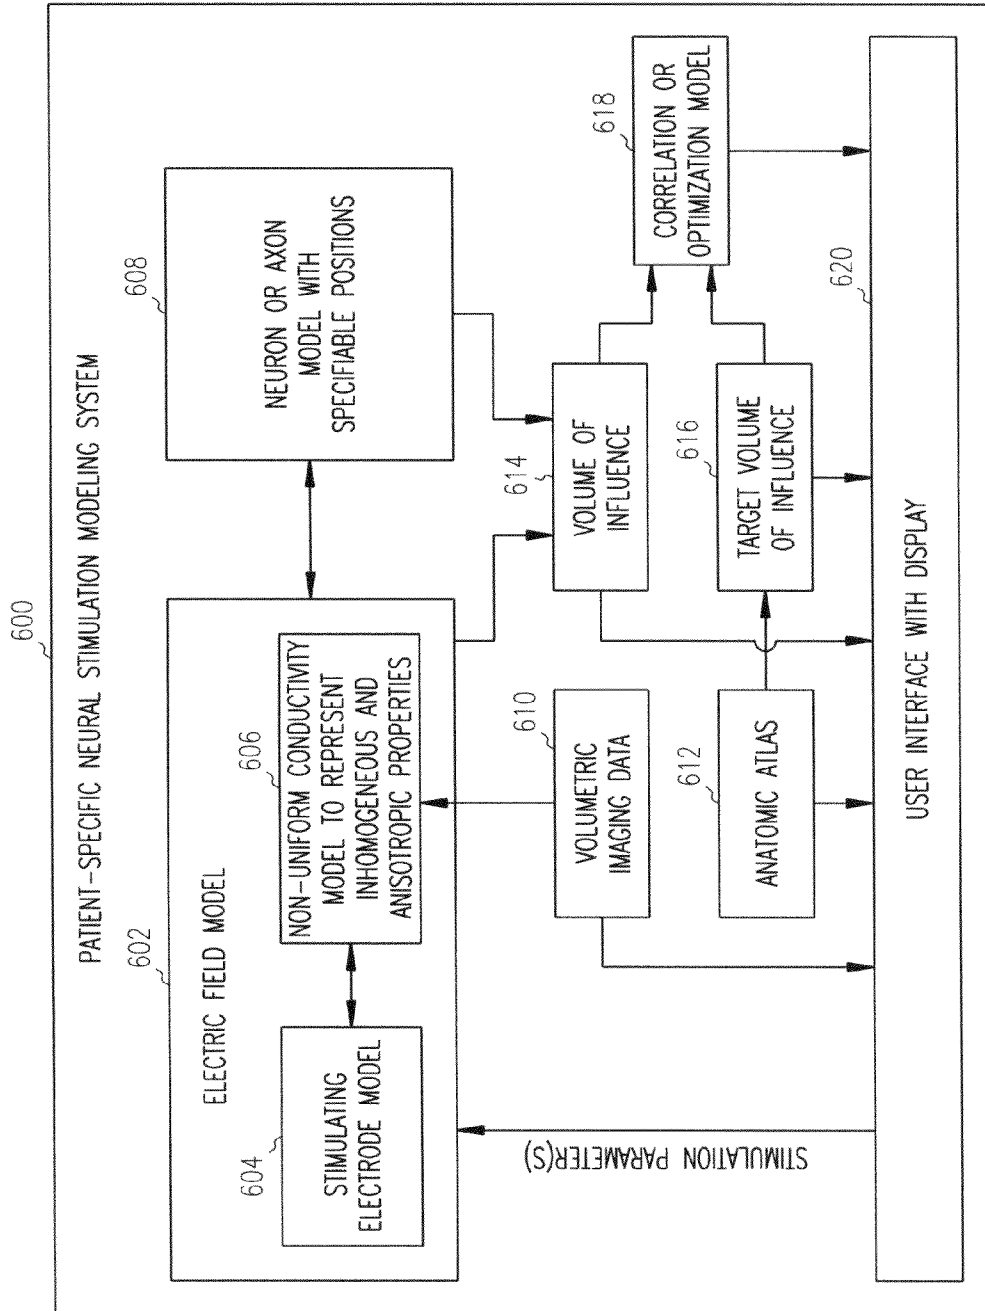 600
PATIENT-SPECIFIC NEURAL STIMULATION MODELING SYSTEM
602
ELECTRIC FIELD MODEL
604
STIMULATING
ELECTRODE MODEL
606
NON-UNIFORM CONDUCTIVITY
MODEL TO REPRESENT
INHOMOGENEOUS AND
ANISOTROPIC PROPERTIES
608
NEURON OR AXON
MODEL WITH
SPECIFIABLE POSITIONS
STIMULATION PARAMETER(S)
610
VOLUMETRIC
IMAGING DATA
612
ANATOMIC ATLAS
614
VOLUME OF
INFLUENCE
616
TARGET VOLUME
OF INFLUENCE
618
CORRELATION OR
OPTIMIZATION MODEL
620
USER INTERFACE WITH DISPLAY